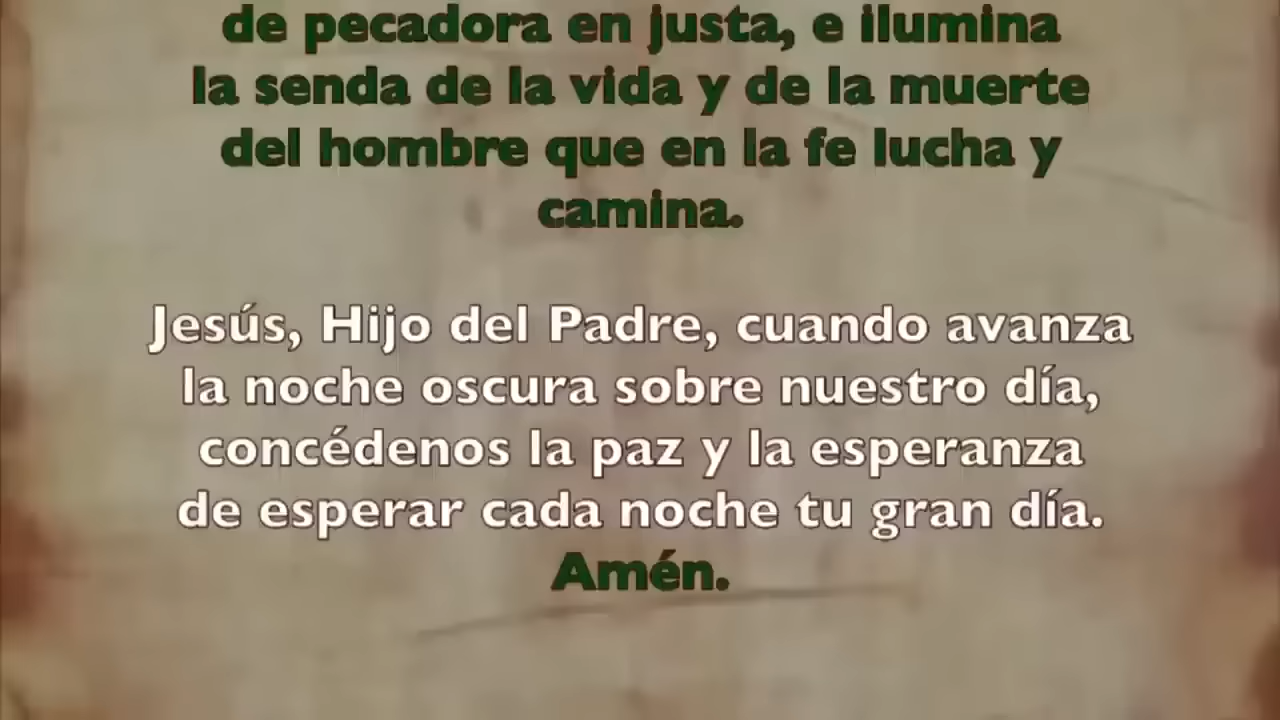 de pecadora en justa, e ilumina
la senda de la vida y de la muerte
del hombre que en la fe lucha y
camina.
Jesús, Hijo del Padre, cuando avanza
la noche oscura sobre nuestro día,
concédenos la paz y la esperanza
de esperar cada noche tu gran día.
Amén.